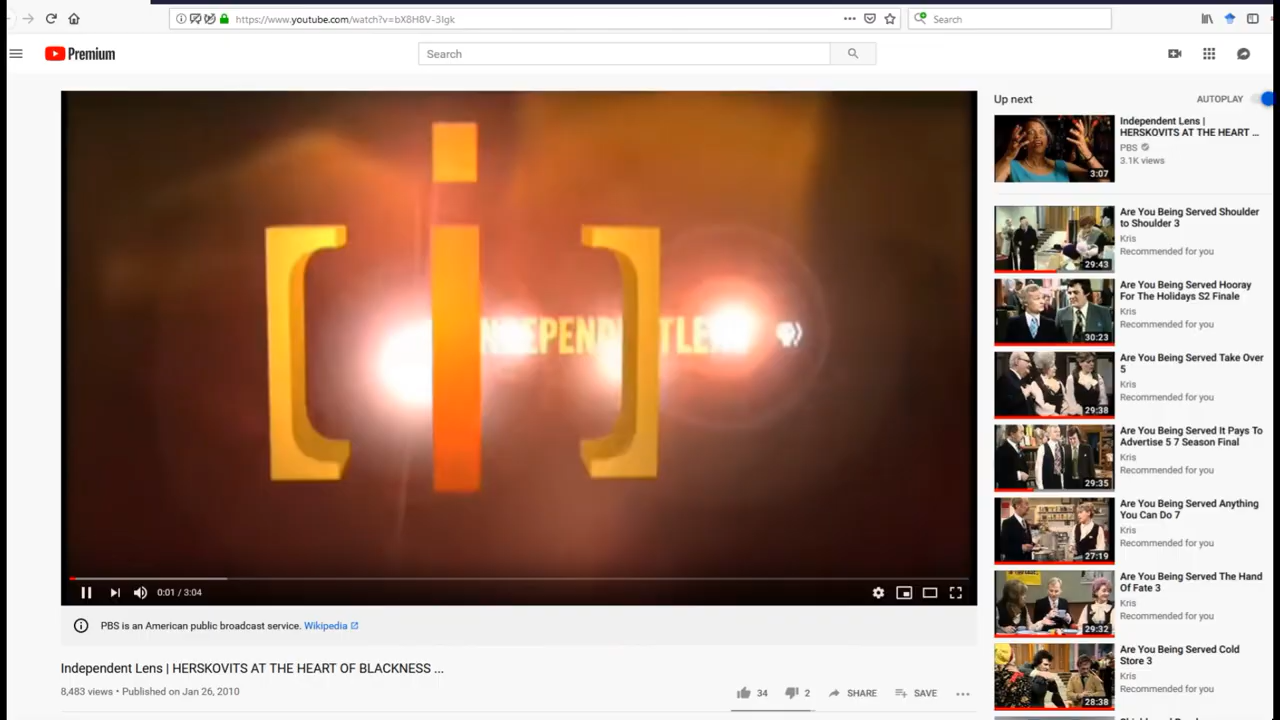 https://www.youtube.com/watch?v=bX8H8V-3Igk
Search
Premium
Search
INDEPENDENTLENS
0:01 / 3:04
PBS is an American public broadcast service. Wikipedia
Independent Lens | HERSKOVITS AT THE HEART OF BLACKNESS ...
8,483 views • Published on Jan 26, 2010
34
2
SHARE
SAVE
Up next
AUTOPLAY
Independent Lens |
HERSKOVITS AT THE HEART ...
PBS
3.1K views
3:07
Are You Being Served Shoulder
to Shoulder 3
Kris
Recommended for you
29:43
Are You Being Served Hooray
For The Holidays S2 Finale
Kris
Recommended for you
30:23
Are You Being Served Take Over
5
Kris
Recommended for you
29:38
Are You Being Served It Pays To
Advertise 5 7 Season Final
Kris
Recommended for you
29:35
Are You Being Served Anything
You Can Do 7
Kris
Recommended for you
27:19
Are You Being Served The Hand
Of Fate 3
Kris
Recommended for you
29:32
Are You Being Served Cold
Store 3
Kris
Recommended for you
28:38